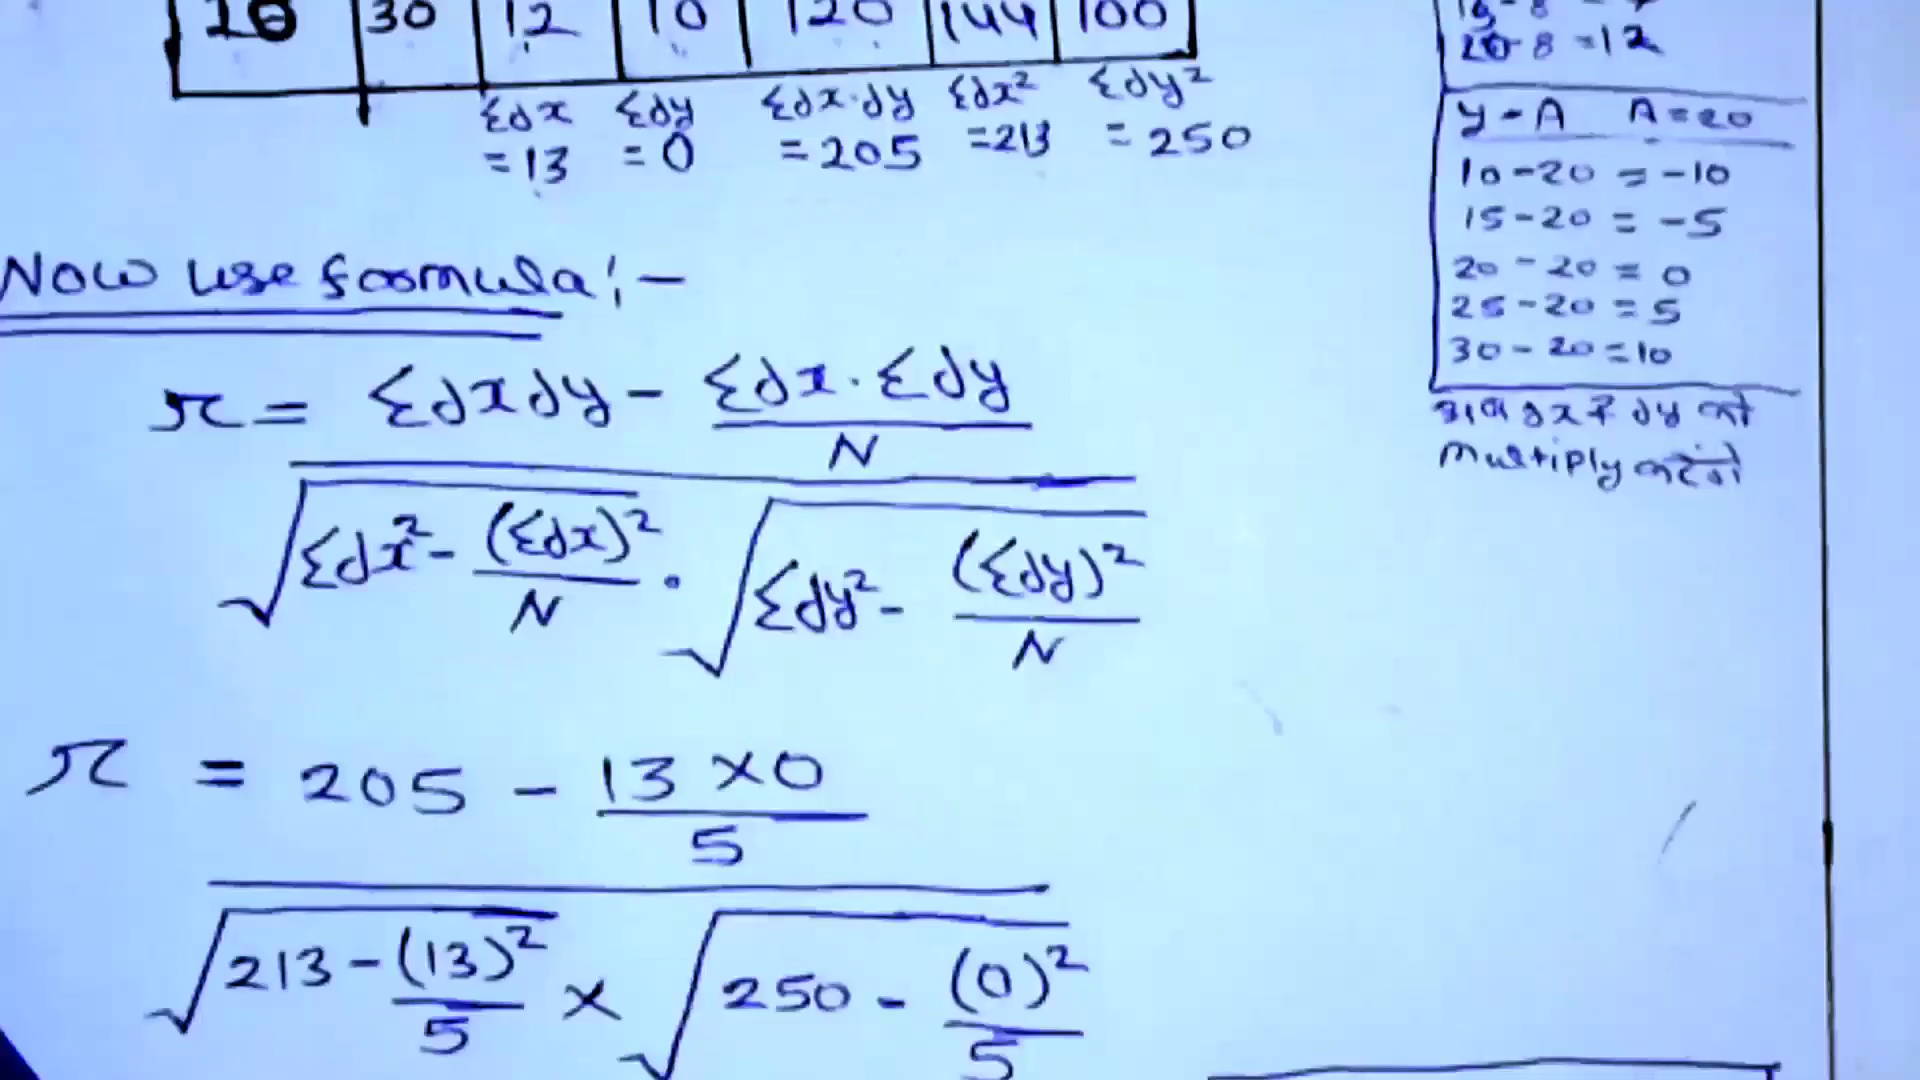 20 30 12 10 120 144 100
Σdx Σdy Σdx·dy Σdx² Σdy²
=13 =0 =205 =213 =250
20-8 =12
y-A A=20
10-20 = -10
15-20 = -5
20-20 = 0
25-20 = 5
30-20=10
dx dy को
multiply करेंगे
Now use formula:-
r = Σdxdy - Σdx·Σdy
N
√Σdx² - (Σdx)²/N · √Σdy² - (Σdy)²/N
r = 205 - 13×0
5
√213-(13)²/5 × √250 - (0)²/5